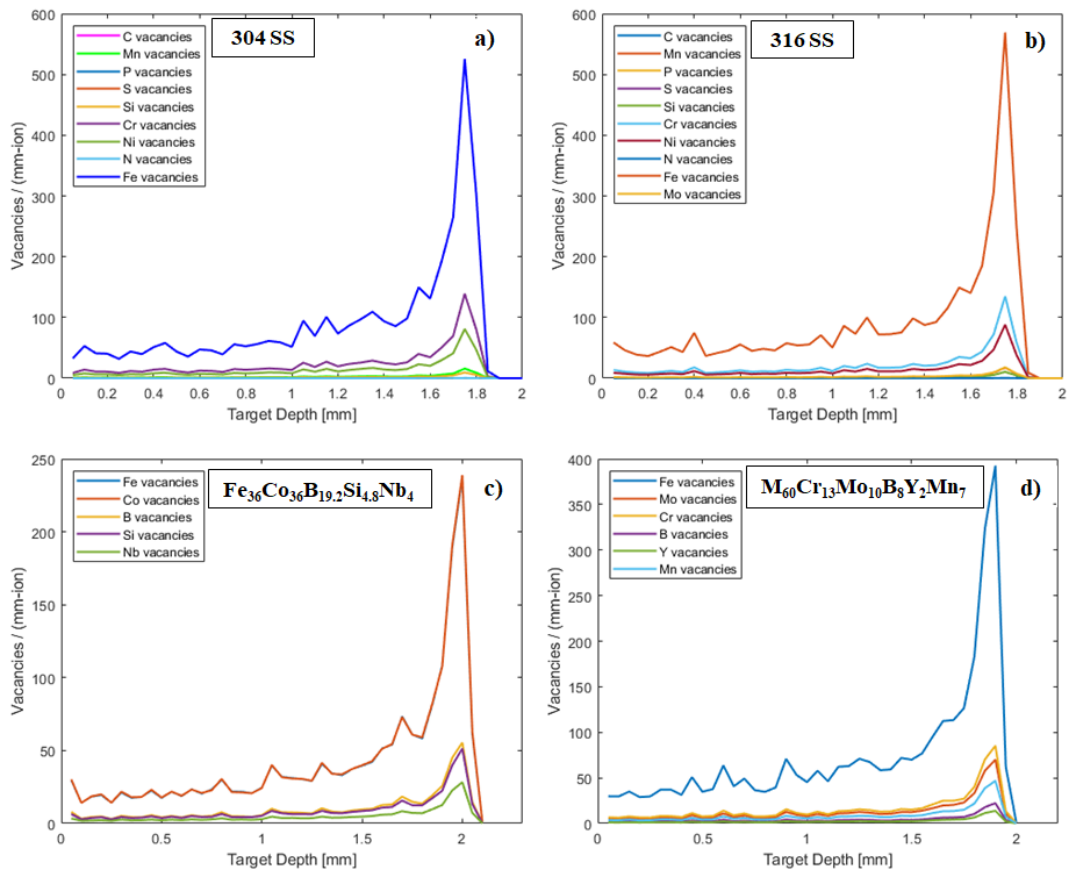 304 SS
a)
C vacancies
Mn vacancies
P vacancies
S vacancies
Si vacancies
Cr vacancies
Ni vacancies
N vacancies
Fe vacancies
Vacancies / (mm-ion)
600
500
400
300
200
100
0
0 0.2 0.4 0.6 0.8 1 1.2 1.4 1.6 1.8 2
Target Depth [mm]
316 SS
b)
C vacancies
Mn vacancies
P vacancies
S vacancies
Si vacancies
Cr vacancies
Ni vacancies
N vacancies
Fe vacancies
Mo vacancies
Vacancies / (mm-ion)
600
500
400
300
200
100
0
0 0.2 0.4 0.6 0.8 1 1.2 1.4 1.6 1.8 2
Target Depth [mm]
Fe₃₆Co₃₆B₁₉.₂Si₄.₈Nb₄
c)
Fe vacancies
Co vacancies
B vacancies
Si vacancies
Nb vacancies
Vacancies / (mm-ion)
250
200
150
100
50
0
0 0.5 1 1.5 2
Target Depth [mm]
M₆₀Cr₁₃Mo₁₀B₈Y₂Mn₇
d)
Fe vacancies
Mo vacancies
Cr vacancies
B vacancies
Y vacancies
Mn vacancies
Vacancies / (mm-ion)
400
350
300
250
200
150
100
50
0
0.5 1 1.5 2
Target Depth [mm]